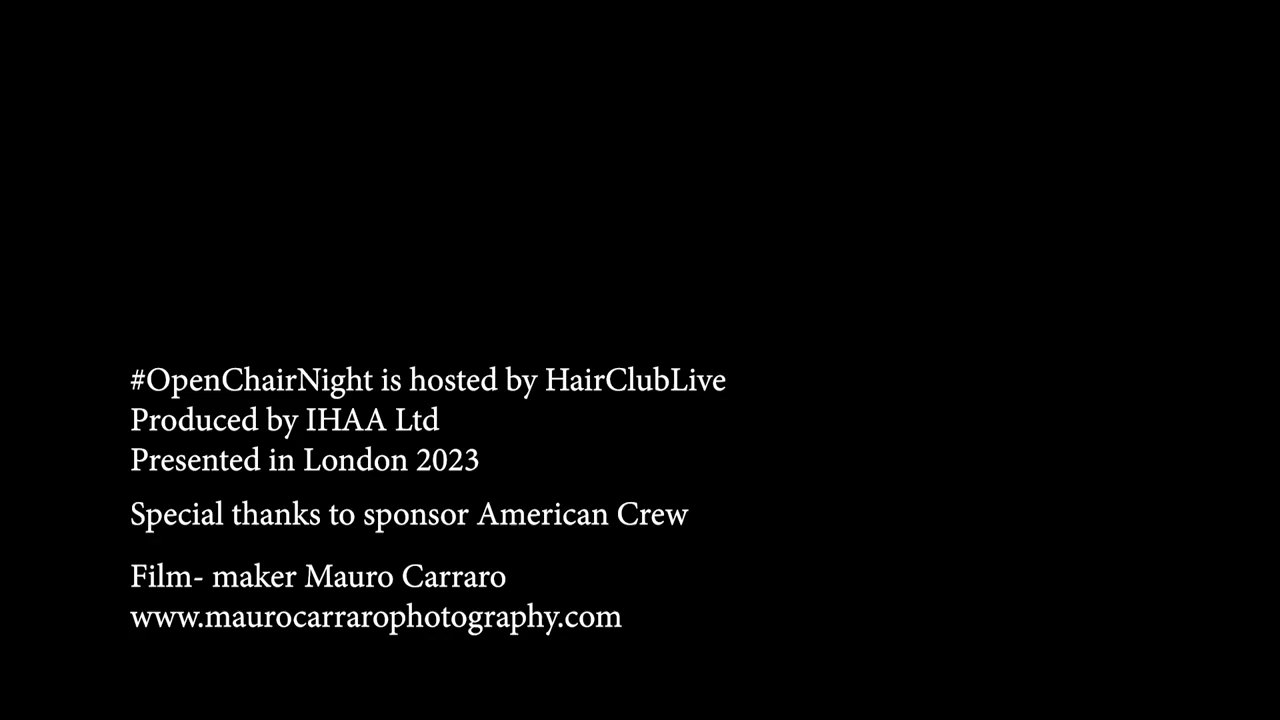 #OpenChairNight is hosted by HairClubLive
Produced by IHAA Ltd
Presented in London 2023
Special thanks to sponsor American Crew
Film- maker Mauro Carraro
www.maurocarrarophotography.com